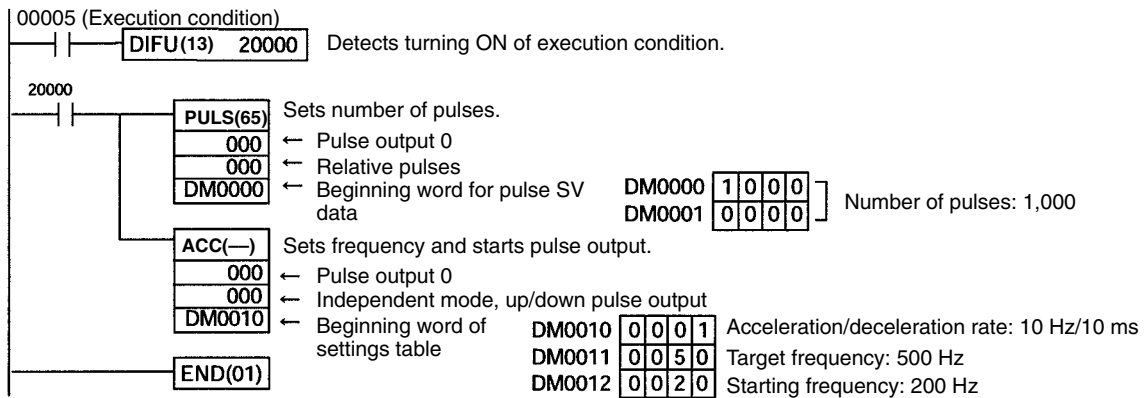 00005 (Execution condition)
DIFU(13) 20000 Detects turning ON of execution condition.
20000
PULS(65) Sets number of pulses.
000 ← Pulse output 0
000 ← Relative pulses
DM0000 ← Beginning word for pulse SV data
DM0000 1 0 0 0
DM0001 0 0 0 0
Number of pulses: 1,000
ACC(—) Sets frequency and starts pulse output.
000 ← Pulse output 0
000 ← Independent mode, up/down pulse output
DM0010 ← Beginning word of settings table
DM0010 0 0 0 1 Acceleration/deceleration rate: 10 Hz/10 ms
DM0011 0 0 5 0 Target frequency: 500 Hz
DM0012 0 0 2 0 Starting frequency: 200 Hz
END(01)